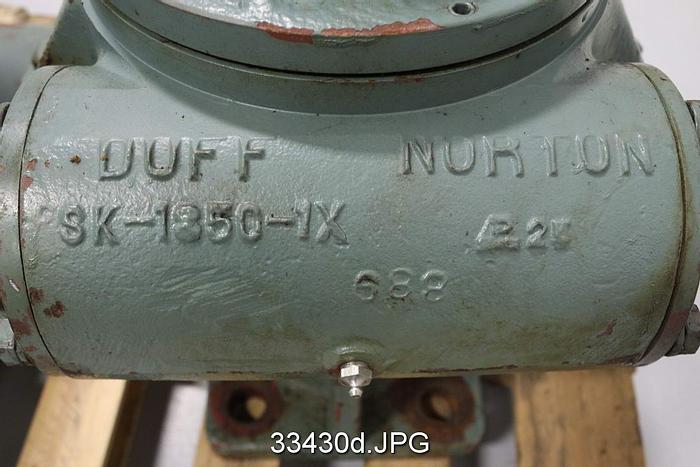 DUFF NORTON
SK-1850-1X
688
33430d.JPG